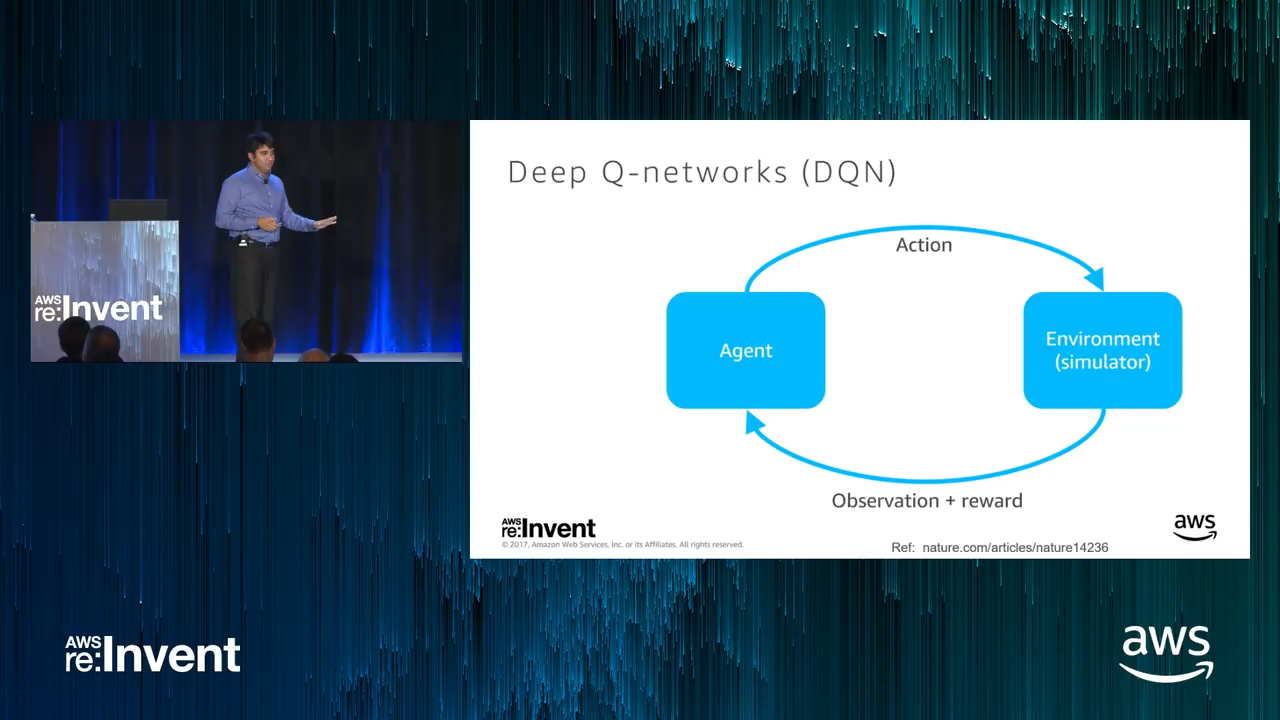 AWS
re:Invent
Deep Q-networks (DQN)
Action
Agent
Environment
(simulator)
Observation + reward
AWS
re:Invent
© 2017, Amazon Web Services, Inc. or its Affiliates. All rights reserved.
aws
Ref: nature.com/articles/nature14236
AWS
re:Invent
aws